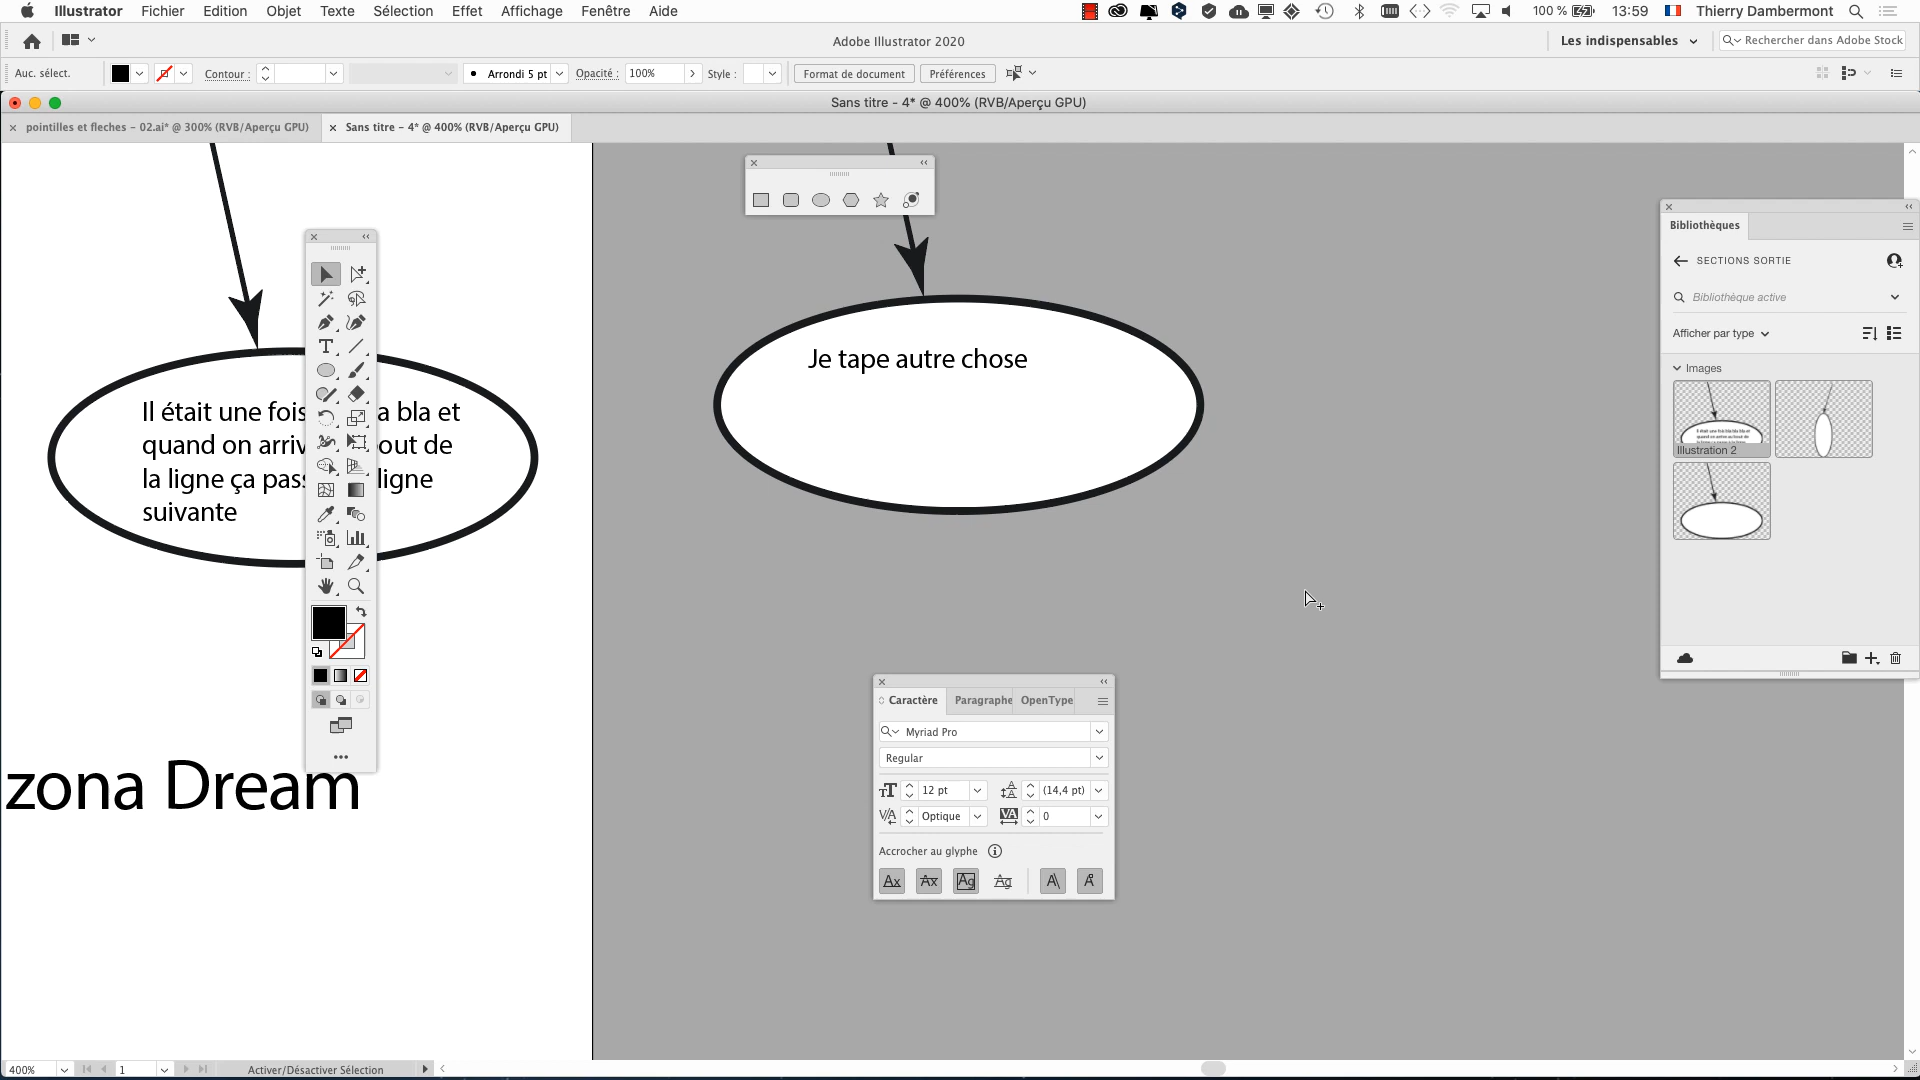 Illustrator Fichier Edition Objet Texte Sélection Effet Affichage Fenêtre Aide 100 % 13:59 Thierry Dambermont
Adobe Illustrator 2020 Les indispensables Rechercher dans Adobe Stock
Auc. sélect. Contour : Arrondi 5 pt Opacité : 100% Style : Format de document Préférences
Sans titre - 4* @ 400% (RVB/Aperçu GPU)
pointilles et fleches - 02.ai* @ 300% (RVB/Aperçu GPU) Sans titre - 4* @ 400% (RVB/Aperçu GPU)
Bibliothèques
SECTIONS SORTIE
Bibliothèque active
Afficher par type
Images
Illustration 2
Je tape autre chose
Il était une fois a bla et
quand on arriv out de
la ligne ça pass ligne
suivante
zona Dream
Caractère Paragraphe OpenType
Myriad Pro
Regular
12 pt (14,4 pt)
Optique 0
Accrocher au glyphe
400% 1 Activer/Désactiver Sélection